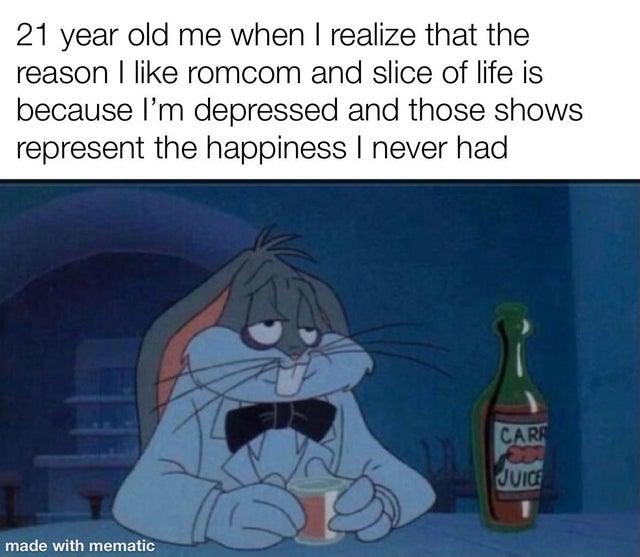 21 year old me when I realize that the
reason I like romcom and slice of life is
because I’m depressed and those shows
represent the happiness I never had
CARR
JUICE
made with mematic